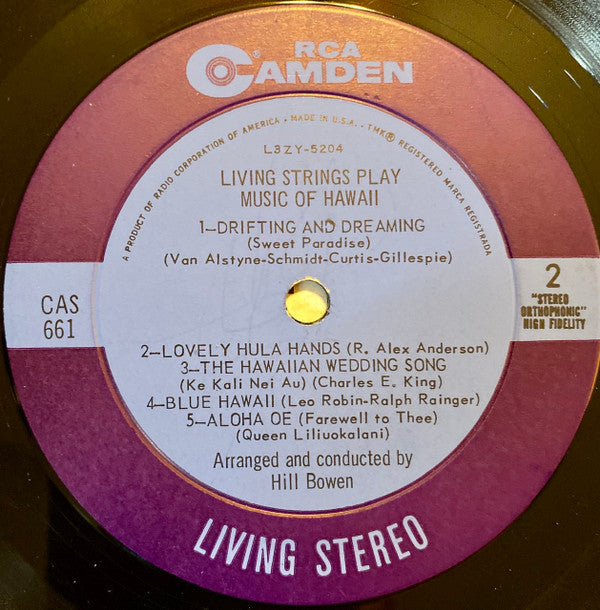 RCA
CAMDEN
A PRODUCT OF RADIO CORPORATION OF AMERICA • MADE IN U.S.A. • TMK® REGISTERED MARCA REGISTRADA
L3ZY-5204
LIVING STRINGS PLAY
MUSIC OF HAWAII
1—DRIFTING AND DREAMING
(Sweet Paradise)
(Van Alstyne-Schmidt-Curtis-Gillespie)
CAS
661
2
"STEREO
ORTHOPHONIC"
HIGH FIDELITY
2—LOVELY HULA HANDS (R. Alex Anderson)
3—THE HAWAIIAN WEDDING SONG
(Ke Kali Nei Au) (Charles E. King)
4—BLUE HAWAII (Leo Robin-Ralph Rainger)
5—ALOHA OE (Farewell to Thee)
(Queen Liliuokalani)
Arranged and conducted by
Hill Bowen
LIVING STEREO